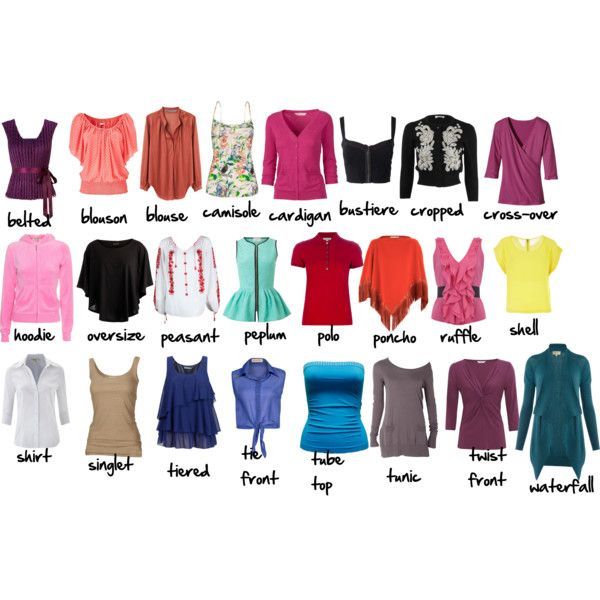 belted blouson blouse camisole cardigan bustiere cropped cross-over
hoodie oversize peasant peplum polo poncho ruffle shell
shirt singlet tiered tie front tube top tunic twist front waterfall